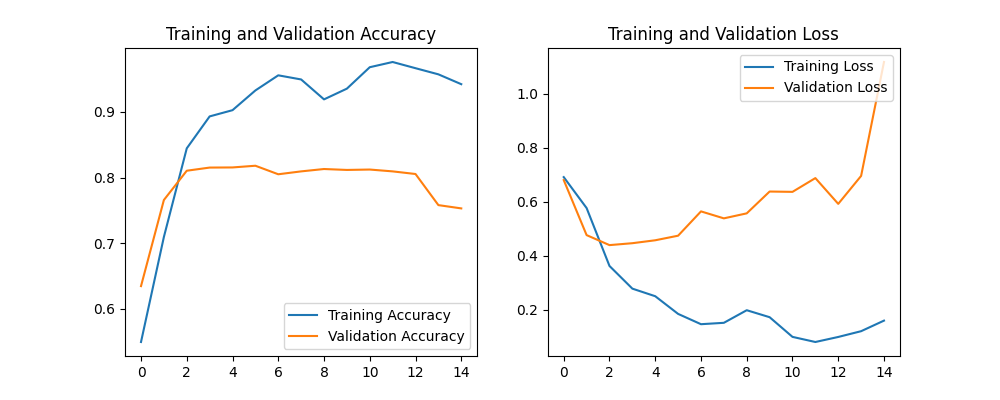 Training and Validation Accuracy
0.9
0.8
0.7
0.6
0 2 4 6 8 10 12 14
Training Accuracy
Validation Accuracy
Training and Validation Loss
1.0
0.8
0.6
0.4
0.2
0 2 4 6 8 10 12 14
Training Loss
Validation Loss